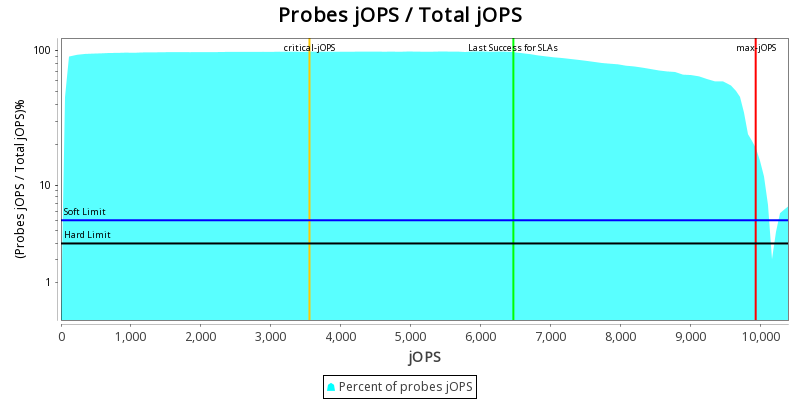 Probes jOPS / Total jOPS
(Probes jOPS / Total jOPS)%
100
10
1
critical-jOPS
Last Success for SLAs
max-jOPS
Soft Limit
Hard Limit
0 1,000 2,000 3,000 4,000 5,000 6,000 7,000 8,000 9,000 10,000
jOPS
Percent of probes jOPS